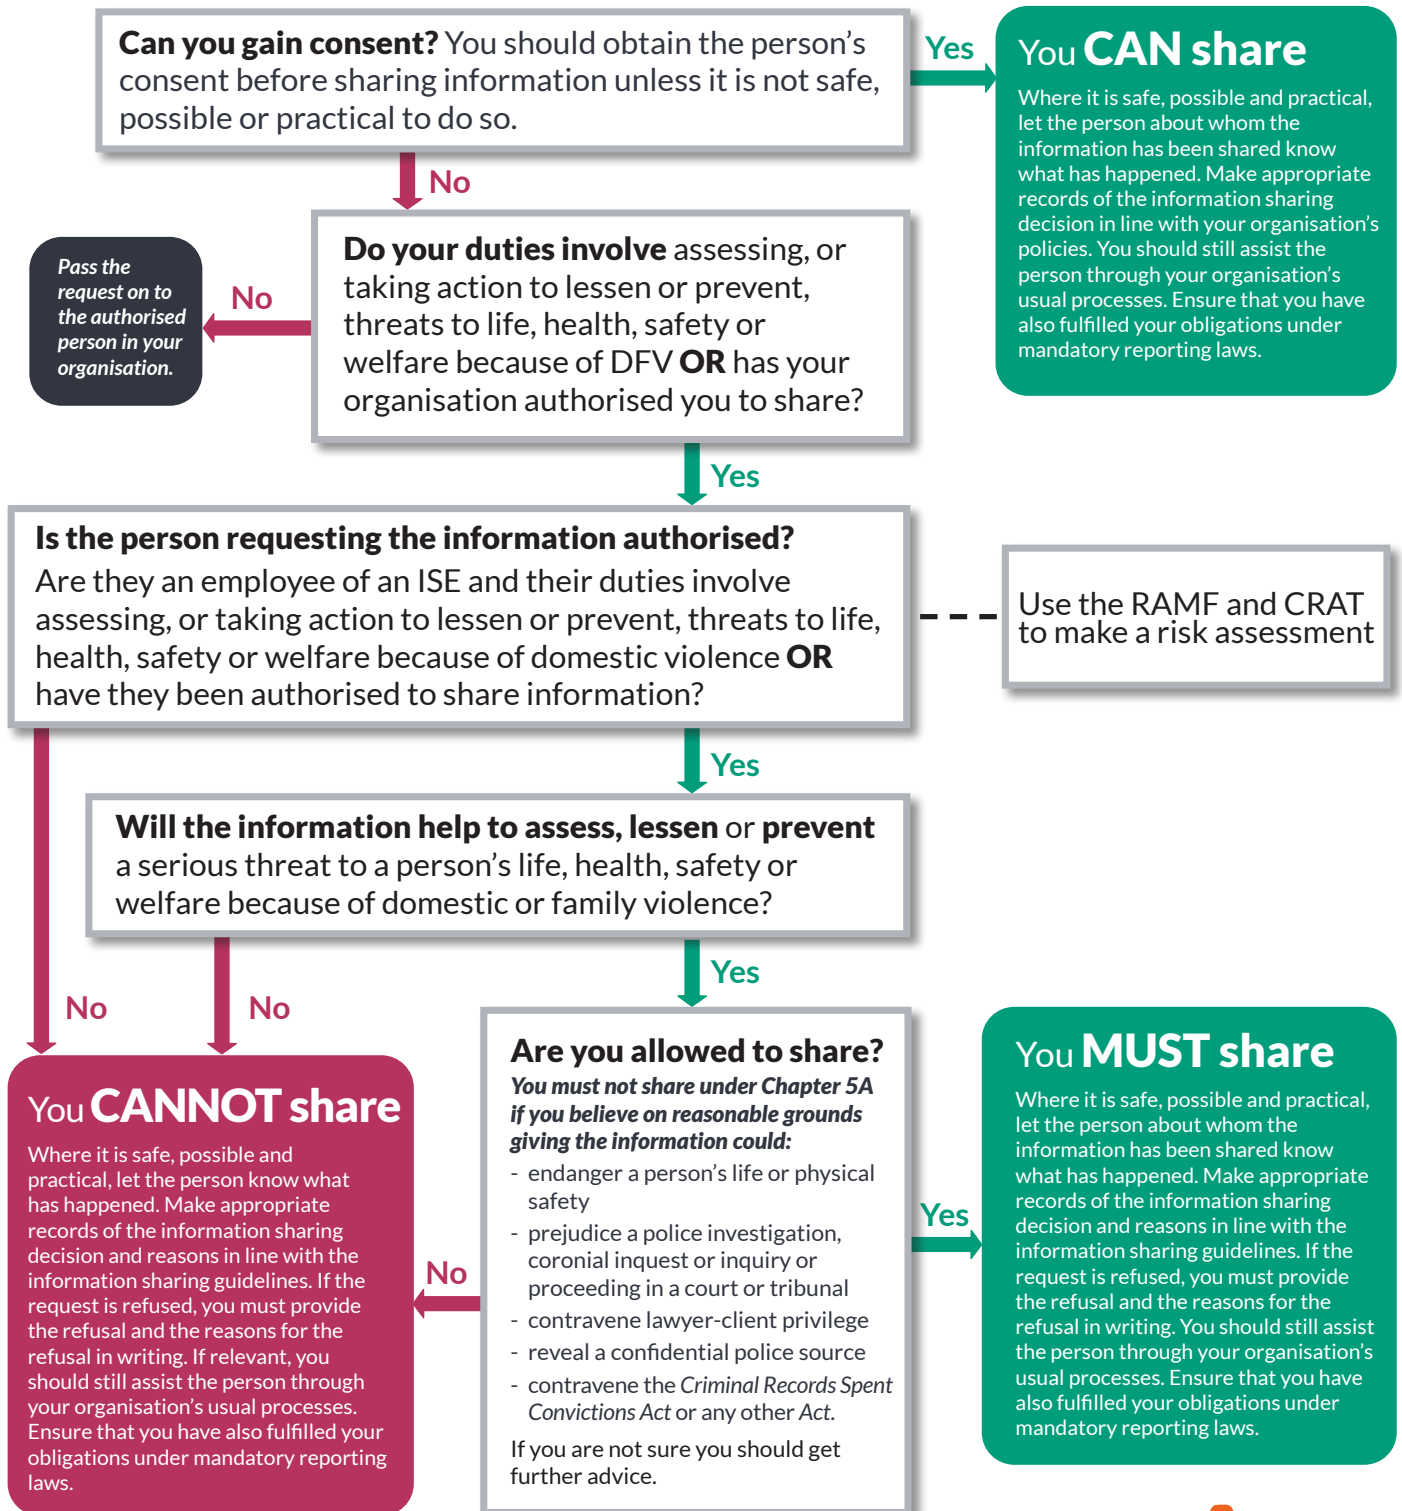 Can you gain consent? You should obtain the person’s
consent before sharing information unless it is not safe,
possible or practical to do so.
Yes
You CAN share
Where it is safe, possible and practical,
let the person about whom the
information has been shared know
what has happened. Make appropriate
records of the information sharing
decision in line with your organisation’s
policies. You should still assist the
person through your organisation’s
usual processes. Ensure that you have
also fulfilled your obligations under
mandatory reporting laws.
No
Do your duties involve assessing, or
taking action to lessen or prevent,
threats to life, health, safety or
welfare because of DFV OR has your
organisation authorised you to share?
No
Pass the
request on to
the authorised
person in your
organisation.
Yes
Is the person requesting the information authorised?
Are they an employee of an ISE and their duties involve
assessing, or taking action to lessen or prevent, threats to life,
health, safety or welfare because of domestic violence OR
have they been authorised to share information?
Use the RAMF and CRAT
to make a risk assessment
Yes
Will the information help to assess, lessen or prevent
a serious threat to a person’s life, health, safety or
welfare because of domestic or family violence?
No
No
Yes
You CANNOT share
Where it is safe, possible and
practical, let the person know what
has happened. Make appropriate
records of the information sharing
decision and reasons in line with the
information sharing guidelines. If the
request is refused, you must provide
the refusal and the reasons for the
refusal in writing. If relevant, you
should still assist the person through
your organisation’s usual processes.
Ensure that you have also fulfilled your
obligations under mandatory reporting
laws.
No
Are you allowed to share?
You must not share under Chapter 5A
if you believe on reasonable grounds
giving the information could:
- endanger a person’s life or physical
safety
- prejudice a police investigation,
coronial inquest or inquiry or
proceeding in a court or tribunal
- contravene lawyer-client privilege
- reveal a confidential police source
- contravene the Criminal Records Spent
Convictions Act or any other Act.
If you are not sure you should get
further advice.
Yes
You MUST share
Where it is safe, possible and practical,
let the person about whom the
information has been shared know
what has happened. Make appropriate
records of the information sharing
decision and reasons in line with the
information sharing guidelines. If the
request is refused, you must provide
the refusal and the reasons for the
refusal in writing. You should still assist
the person through your organisation’s
usual processes. Ensure that you have
also fulfilled your obligations under
mandatory reporting laws.